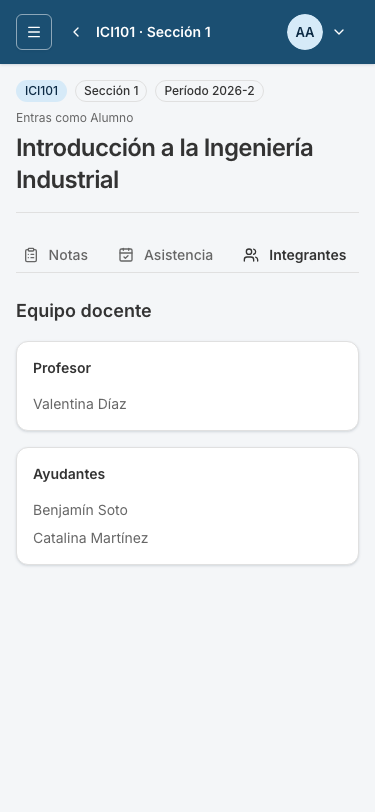 ICI101 · Sección 1
AA
ICI101
Sección 1
Período 2026-2
Entras como Alumno
Introducción a la Ingeniería
Industrial
Notas
Asistencia
Integrantes
Equipo docente
Profesor
Valentina Díaz
Ayudantes
Benjamín Soto
Catalina Martínez